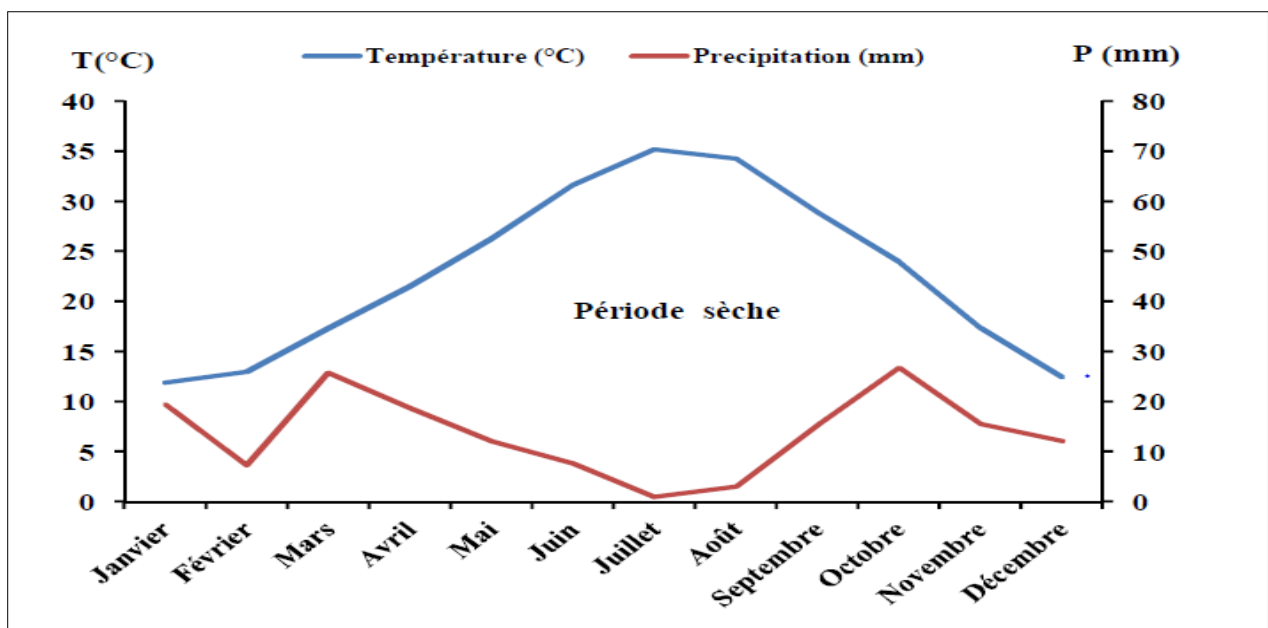 T(°C)
Température (°C)
Precipitation (mm)
P (mm)
40
35
30
25
20
15
10
5
0
80
70
60
50
40
30
20
10
0
Période sèche
Janvier
Février
Mars
Avril
Mai
Juin
Juillet
Août
Septembre
Octobre
Novembre
Décembre